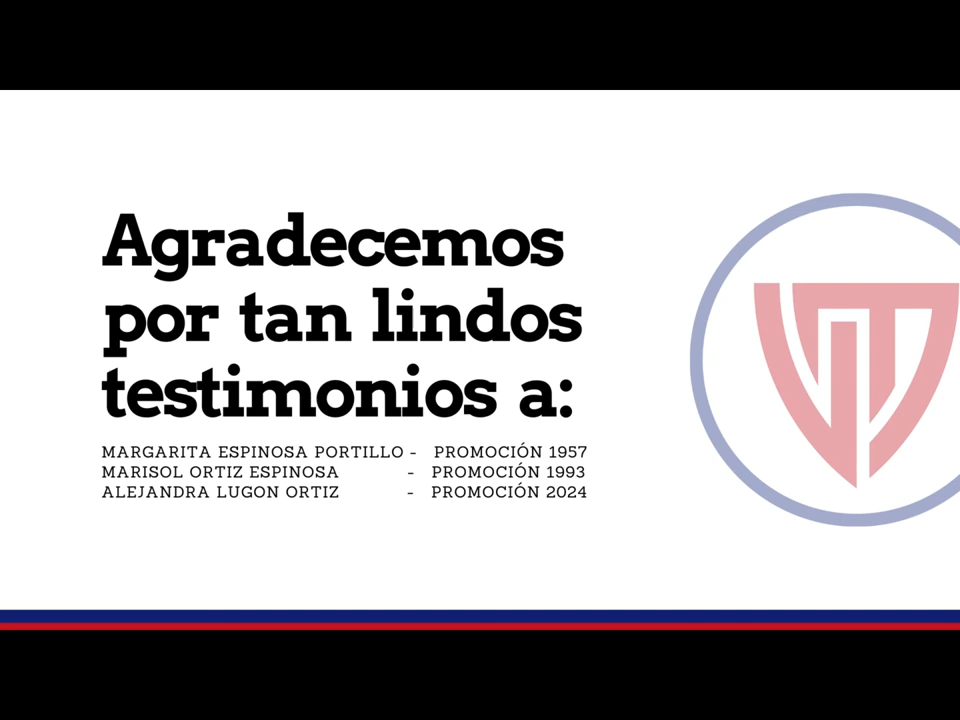 Agradecemos
por tan lindos
testimonios a:
MARGARITA ESPINOSA PORTILLO - PROMOCIÓN 1957
MARISOL ORTIZ ESPINOSA - PROMOCIÓN 1993
ALEJANDRA LUGON ORTIZ - PROMOCIÓN 2024